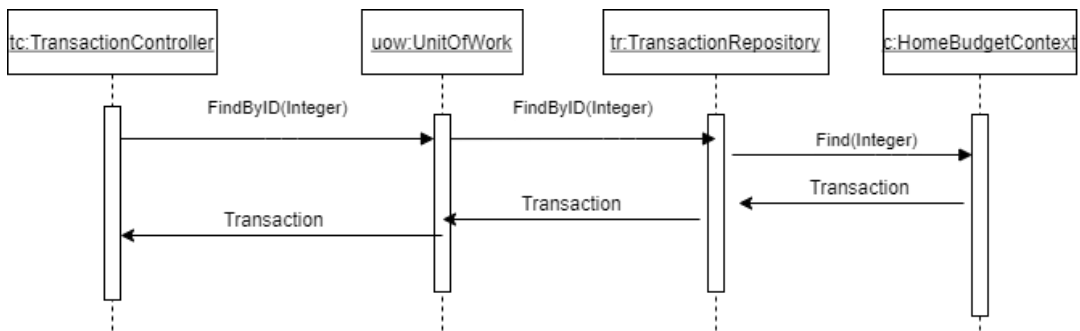 tc:TransactionController
uow:UnitOfWork
tr:TransactionRepository
c:HomeBudgetContext
FindByID(Integer)
FindByID(Integer)
Find(Integer)
Transaction
Transaction
Transaction